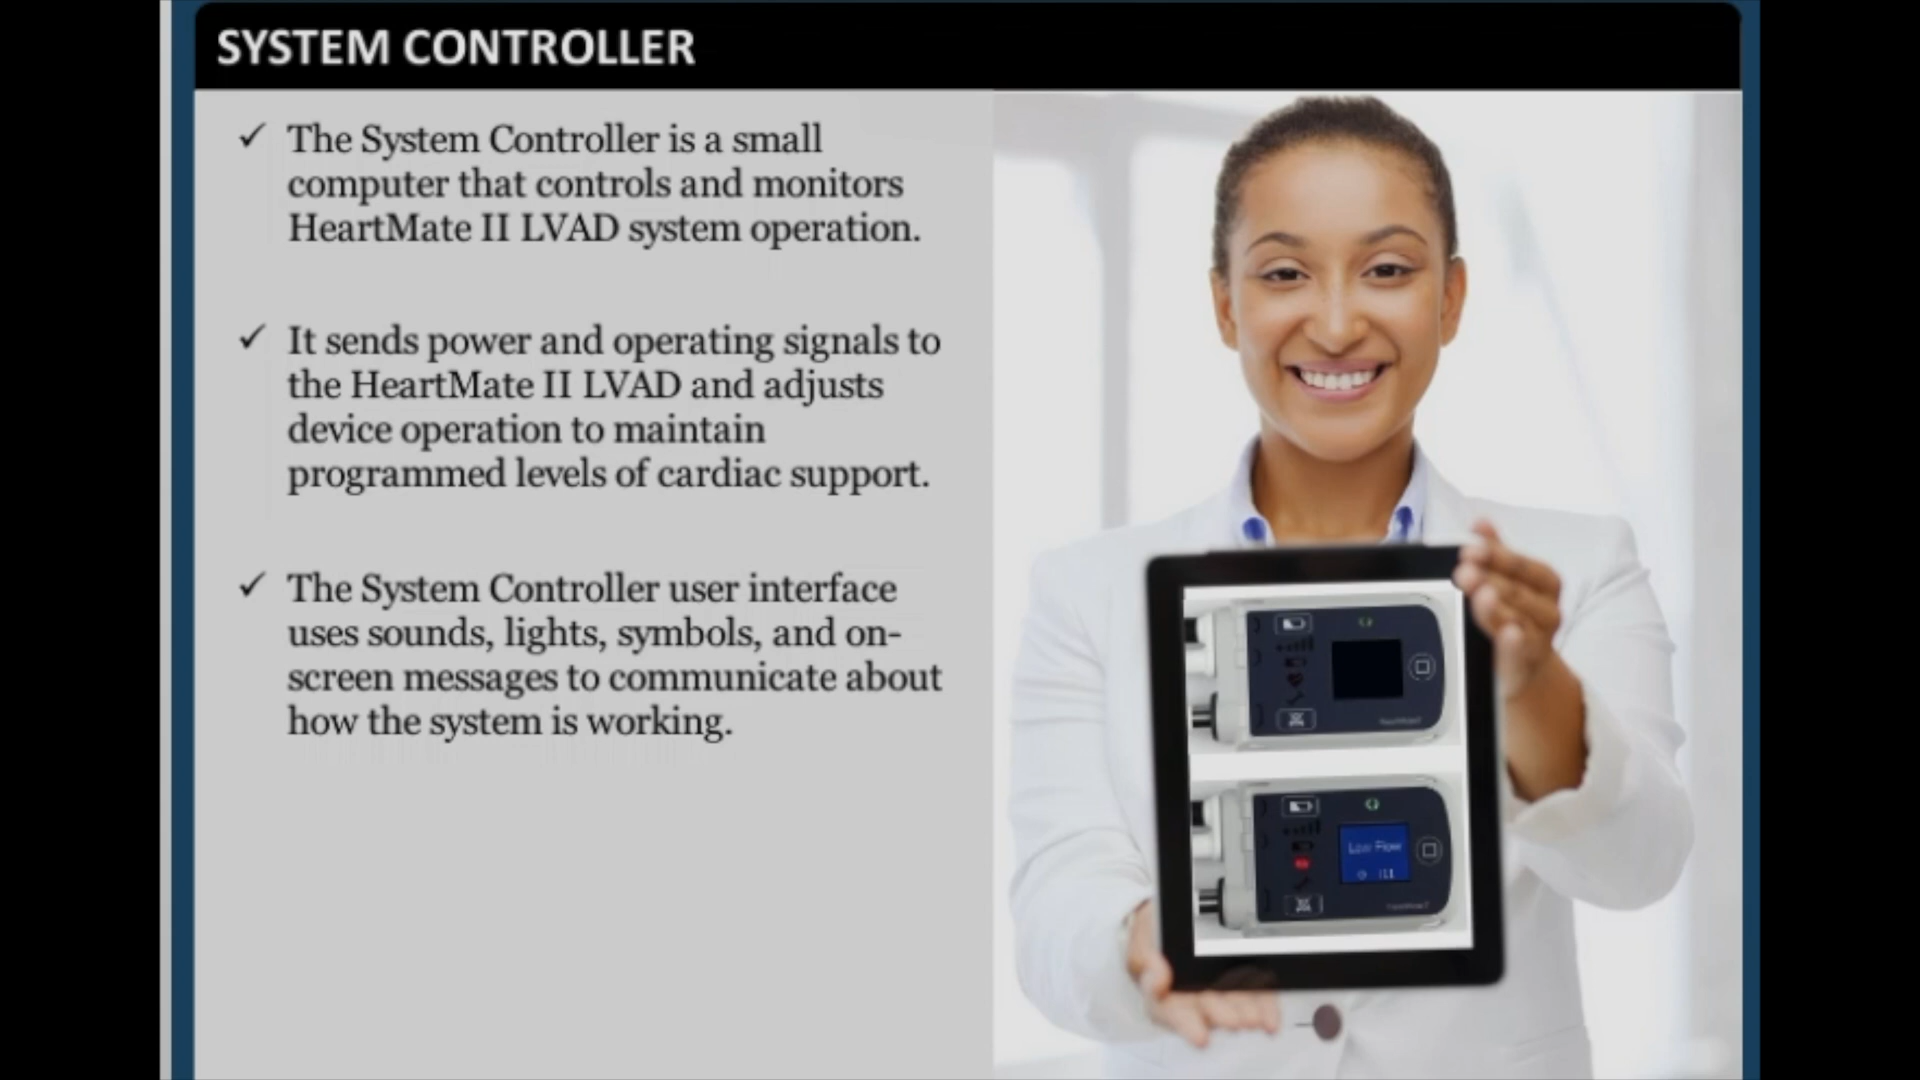 SYSTEM CONTROLLER
✓ The System Controller is a small
computer that controls and monitors
HeartMate II LVAD system operation.
✓ It sends power and operating signals to
the HeartMate II LVAD and adjusts
device operation to maintain
programmed levels of cardiac support.
✓ The System Controller user interface
uses sounds, lights, symbols, and on-
screen messages to communicate about
how the system is working.
Low Flow